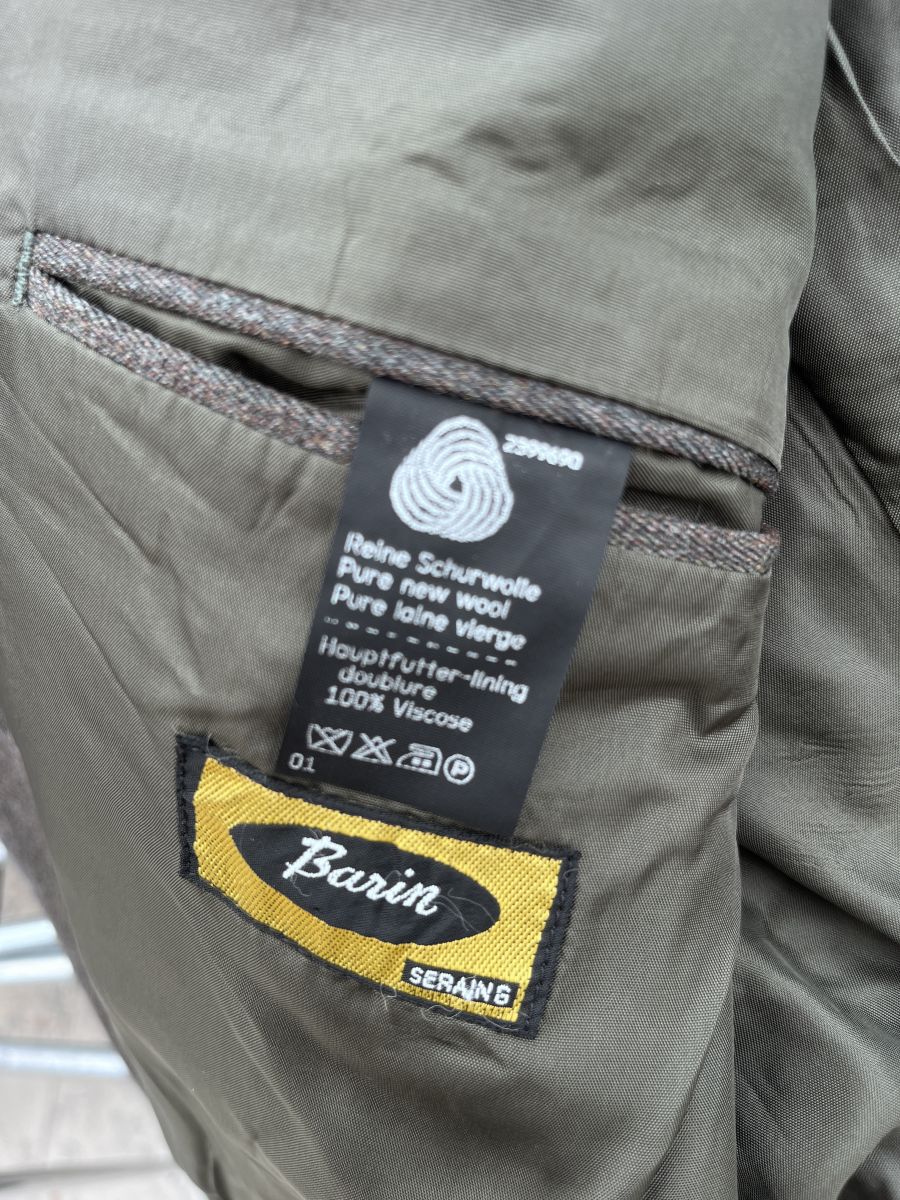 2399690
Reine Schurwolle
Pure new wool
Pure laine vierge
Hauptfutter-lining
doublure
100% Viscose
P
01
Barin
SERAING